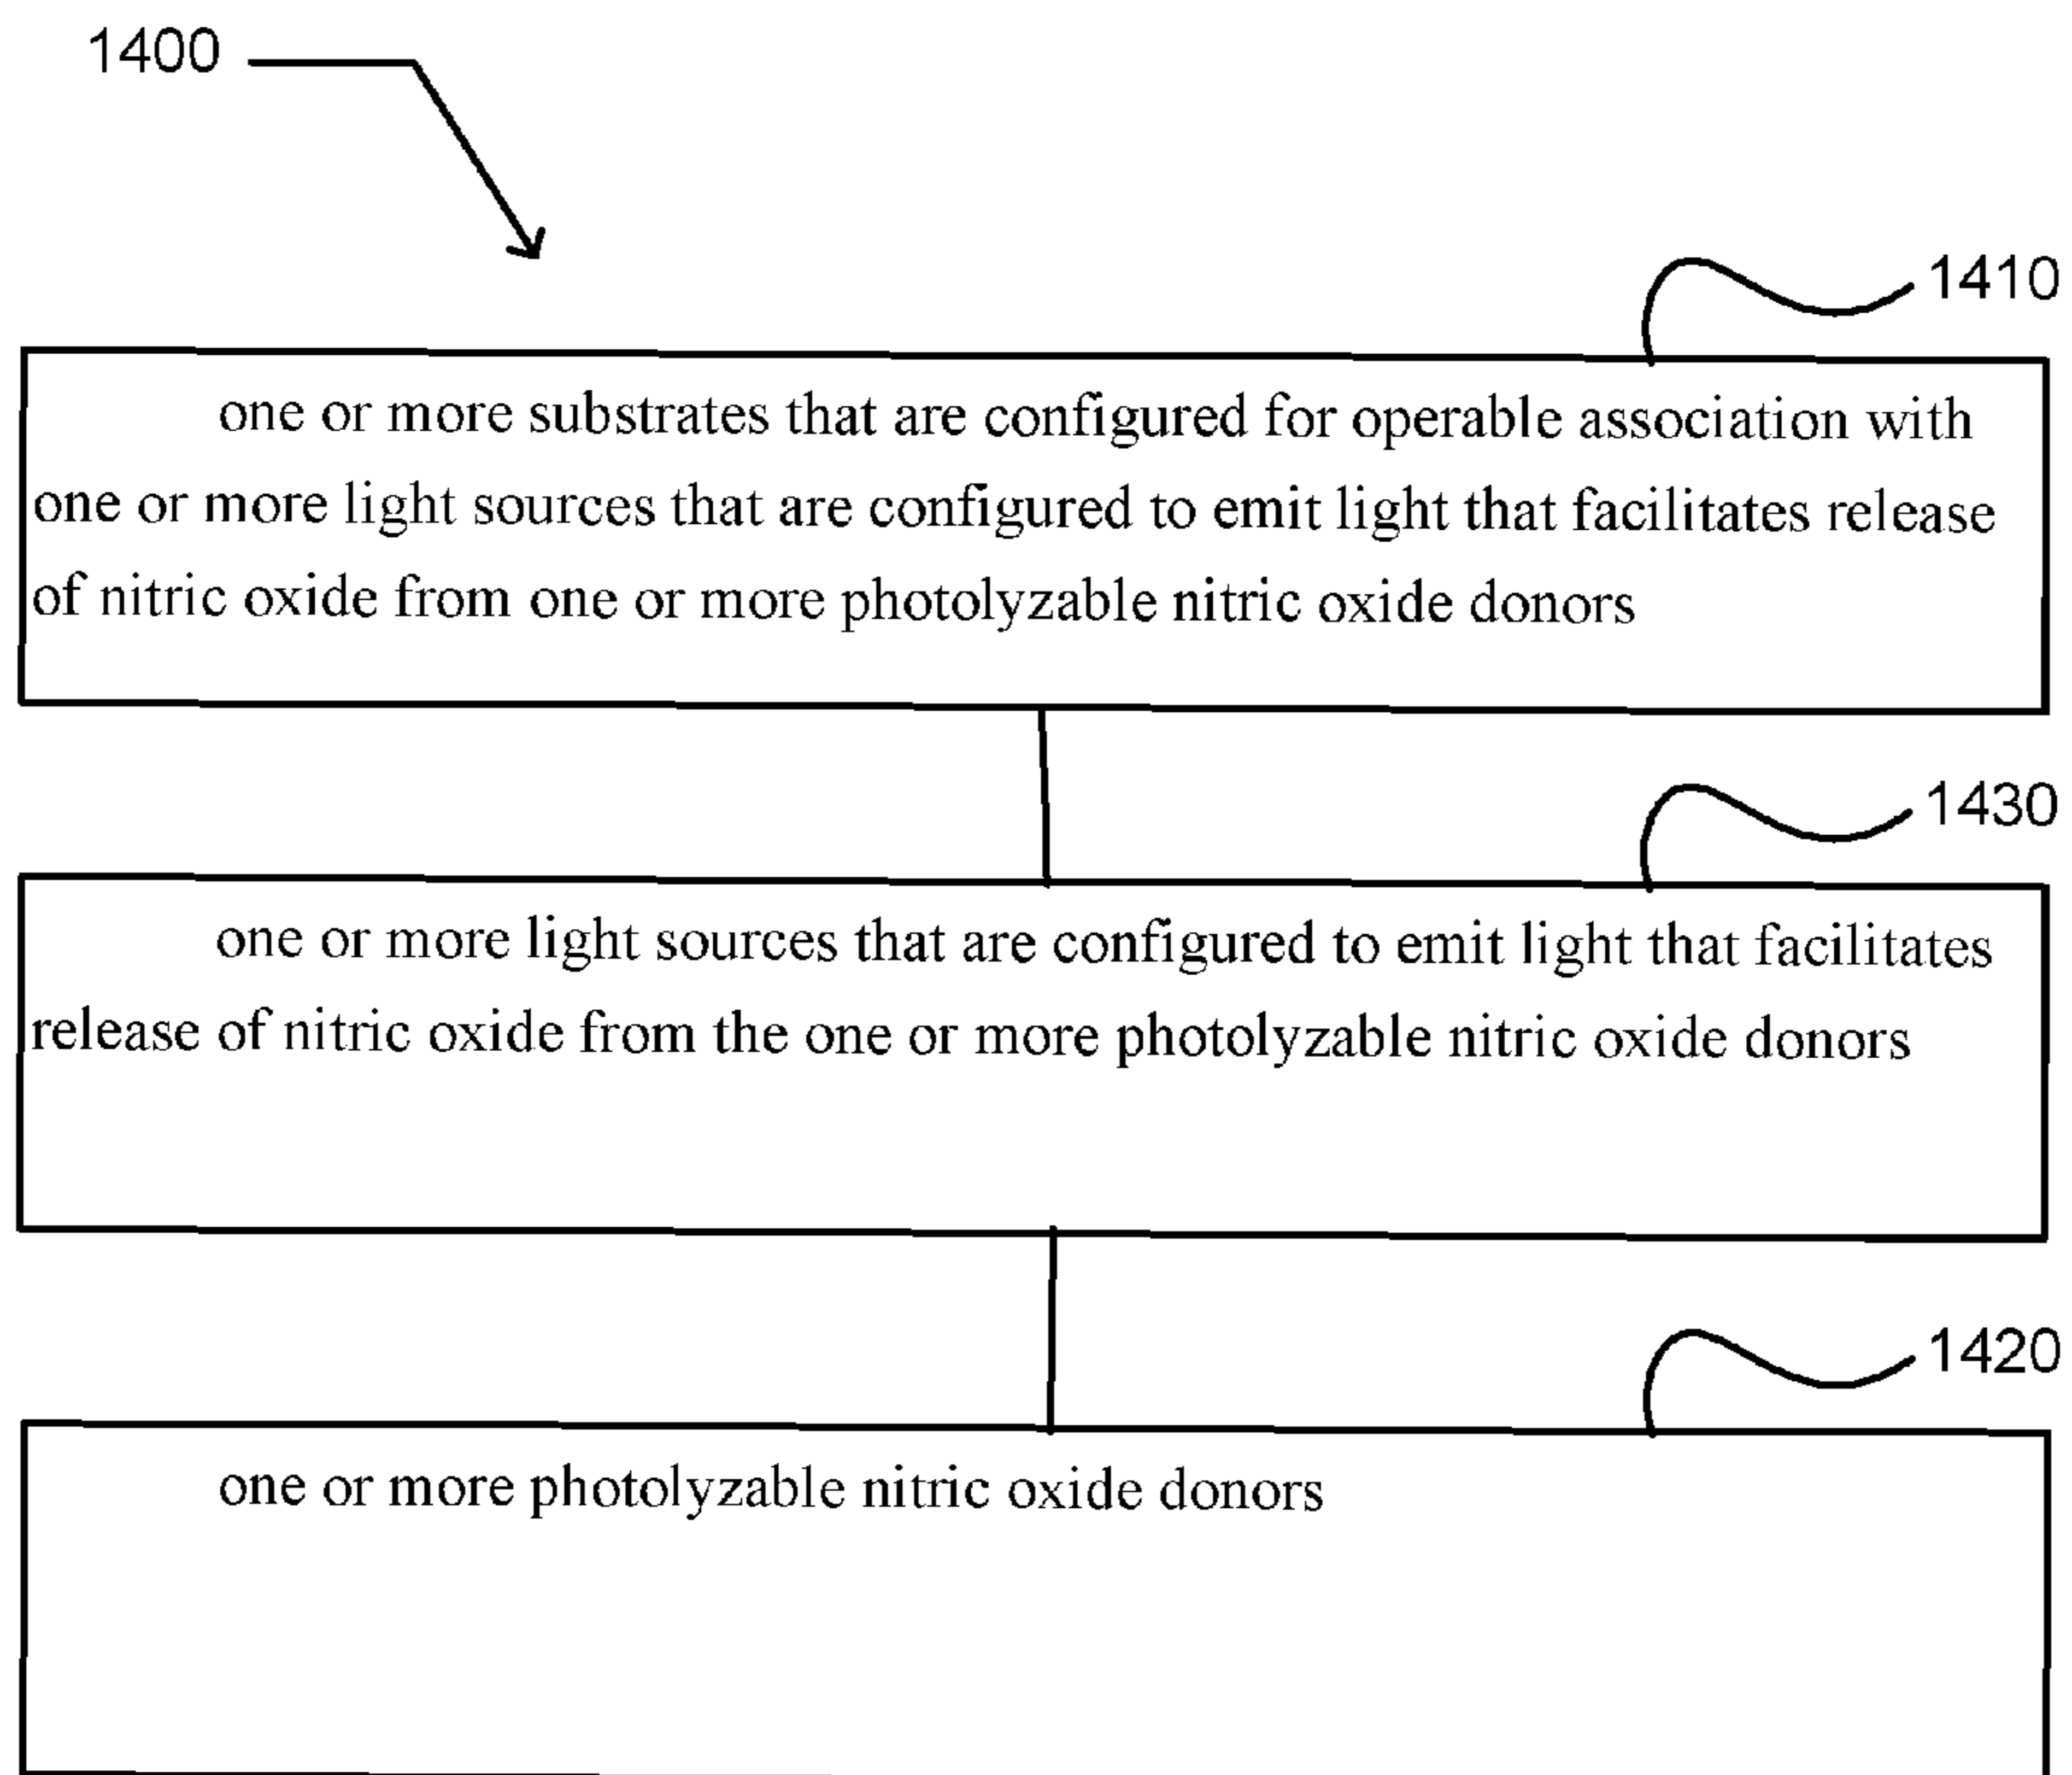 1400
1410
one or more substrates that are configured for operable association with
one or more light sources that are configured to emit light that facilitates release
of nitric oxide from one or more photolyzable nitric oxide donors
1430
one or more light sources that are configured to emit light that facilitates
release of nitric oxide from the one or more photolyzable nitric oxide donors
1420
one or more photolyzable nitric oxide donors